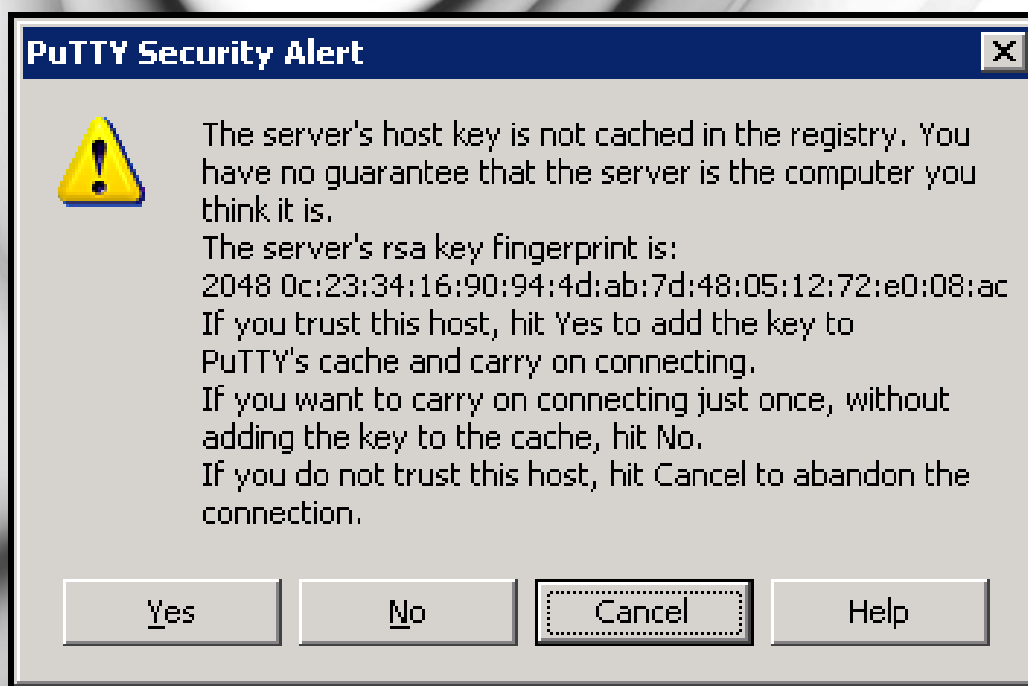 PuTTY Security Alert
The server's host key is not cached in the registry. You
have no guarantee that the server is the computer you
think it is.
The server's rsa key fingerprint is:
2048 0c:23:34:16:90:94:4d:ab:7d:48:05:12:72:e0:08:ac
If you trust this host, hit Yes to add the key to
PuTTY's cache and carry on connecting.
If you want to carry on connecting just once, without
adding the key to the cache, hit No.
If you do not trust this host, hit Cancel to abandon the
connection.
Yes No Cancel Help